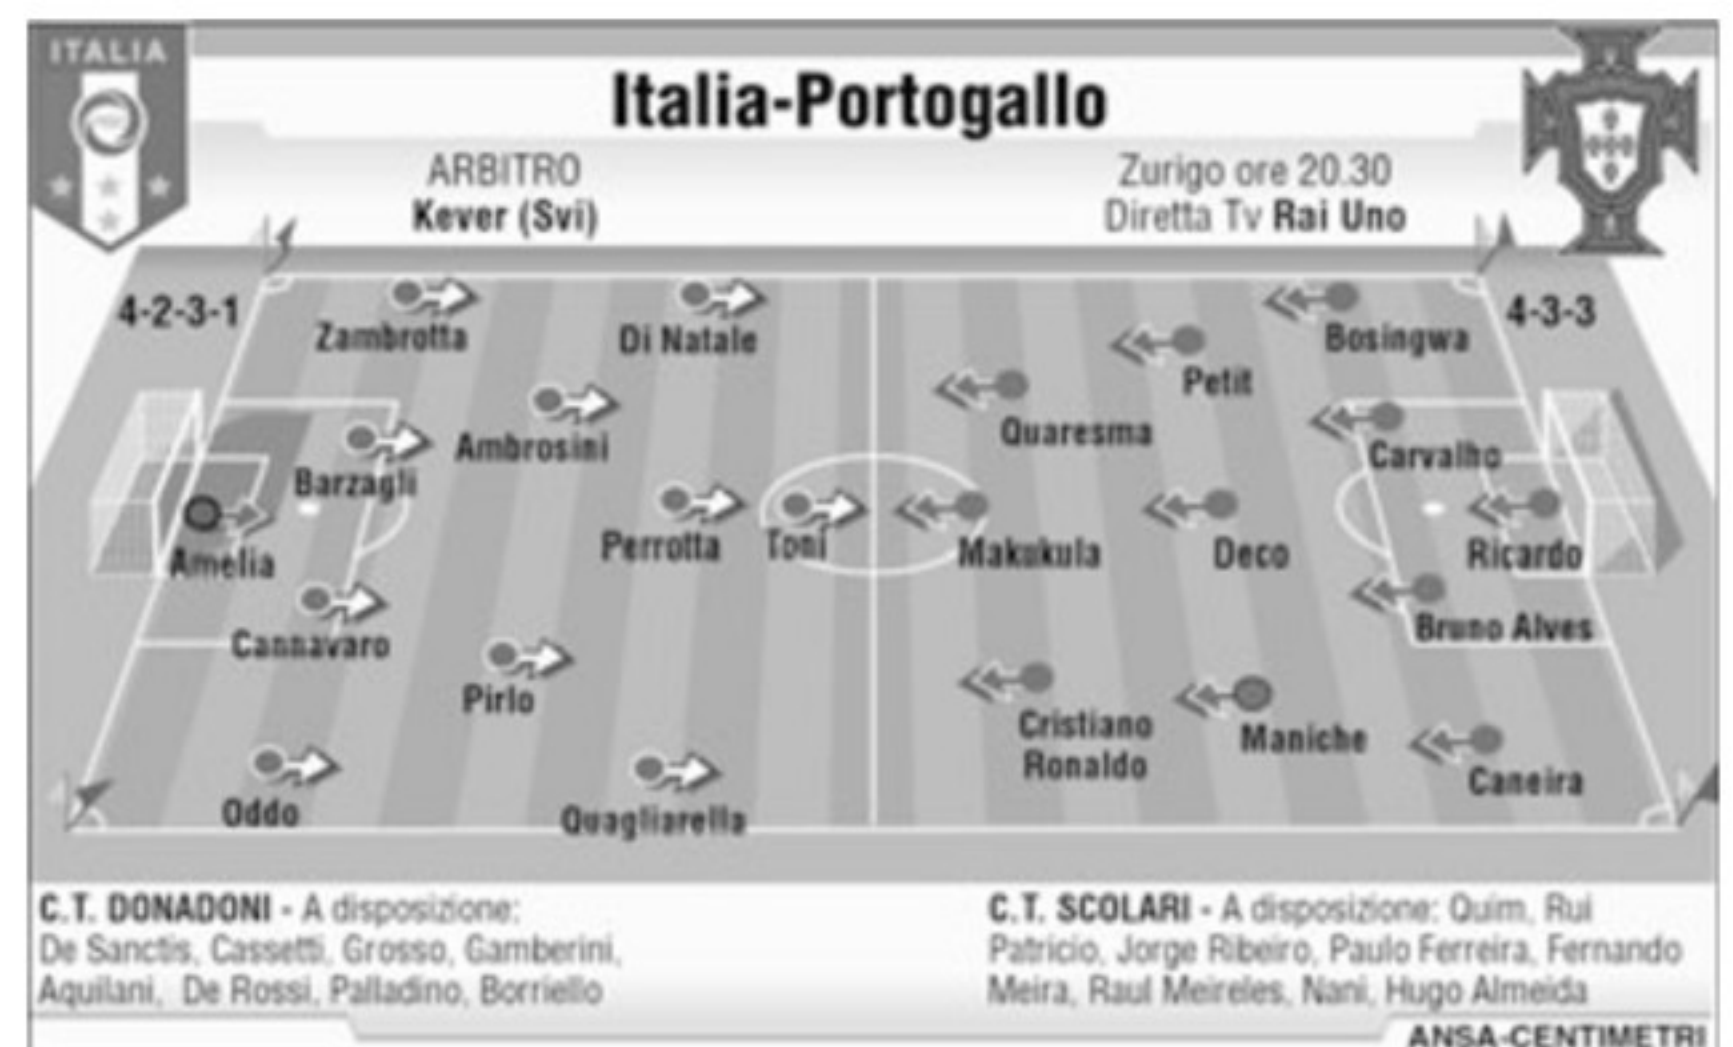 ITALIA
Italia-Portogallo
ARBITRO
Kever (Svi)
Zurigo ore 20.30
Diretta Tv Rai Uno
4-2-3-1
4-3-3
Zambrotta
Di Natale
Bosingwa
Petit
Ambrosini
Quaresma
Carvalho
Barzagli
Amelia
Perrotta
Toni
Makukula
Deco
Ricardo
Cannavaro
Bruno Alves
Pirlo
Cristiano
Ronaldo
Maniche
Caneira
Oddo
Quagliarella
C.T. DONADONI - A disposizione:
De Sanctis, Cassetti, Grosso, Gamberini,
Aquilani, De Rossi, Palladino, Borriello
C.T. SCOLARI - A disposizione: Quim, Rui
Patricio, Jorge Ribeiro, Paulo Ferreira, Fernando
Meira, Raul Meireles, Nani, Hugo Almeida
ANSA-CENTIMETRI